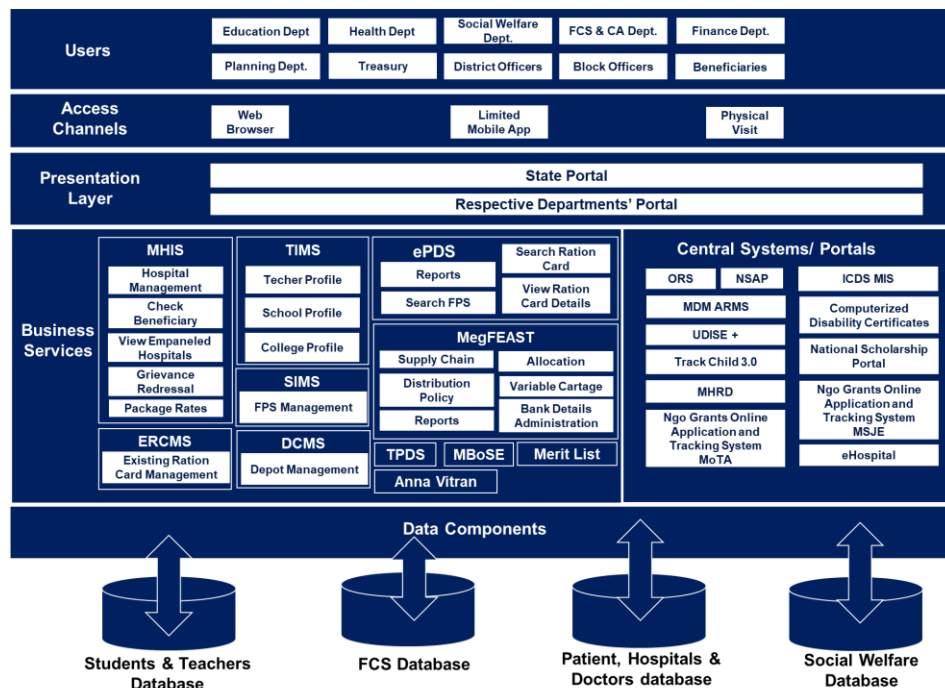 Users
Education Dept
Health Dept
Social Welfare
Dept.
FCS & CA Dept.
Finance Dept.
Planning Dept.
Treasury
District Officers
Block Officers
Beneficiaries
Access
Channels
Web
Browser
Limited
Mobile App
Physical
Visit
Presentation
Layer
State Portal
Respective Departments' Portal
Business
Services
MHIS
Hospital
Management
Check
Beneficiary
View Empaneled
Hospitals
Grievance
Redressal
Package Rates
ERCMS
Existing Ration
Card Management
TIMS
Techer Profile
School Profile
College Profile
SIMS
FPS Management
DCMS
Depot Management
ePDS
Reports
Search FPS
Search Ration
Card
View Ration
Card Details
MegFEAST
Supply Chain
Distribution
Policy
Reports
Allocation
Variable Cartage
Bank Details
Administration
TPDS
MBoSE
Merit List
Anna Vitran
Central Systems/ Portals
ORS
NSAP
MDM ARMS
UDISE +
Track Child 3.0
MHRD
Ngo Grants Online
Application and
Tracking System
MoTA
ICDS MIS
Computerized
Disability Certificates
National Scholarship
Portal
Ngo Grants Online
Application and
Tracking System
MSJE
eHospital
Data Components
Students & Teachers
Database
FCS Database
Patient, Hospitals &
Doctors database
Social Welfare
Database